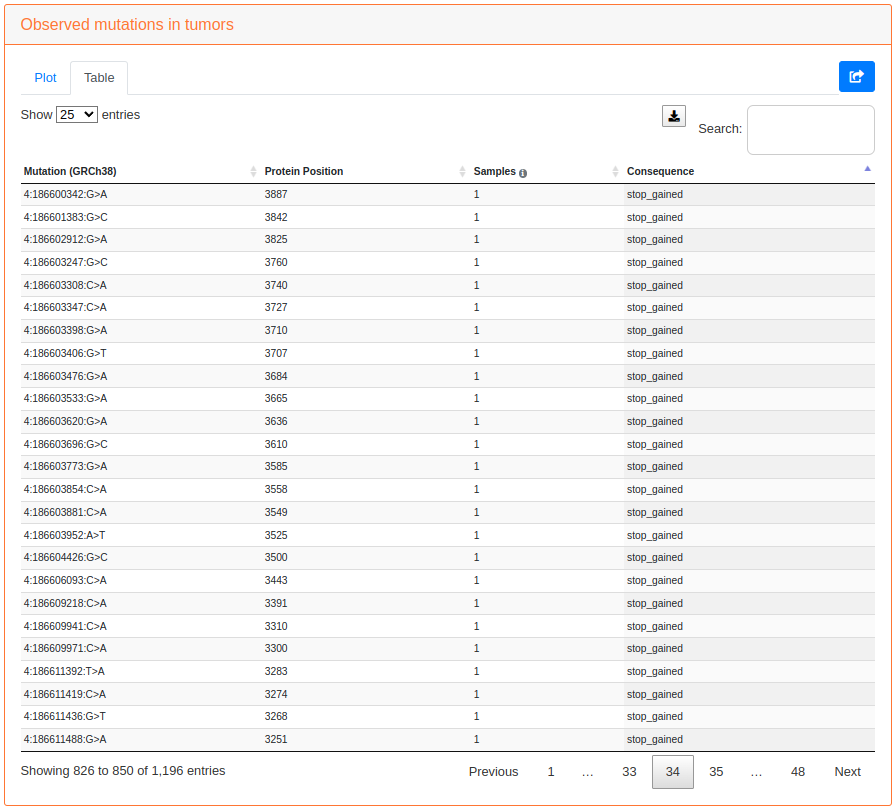 Observed mutations in tumors
Plot Table
Show 25 entries Search:
Mutation (GRCh38) Protein Position Samples Consequence
4:186600342:G>A 3887 1 stop_gained
4:186601383:G>C 3842 1 stop_gained
4:186602912:G>A 3825 1 stop_gained
4:186603247:G>C 3760 1 stop_gained
4:186603308:C>A 3740 1 stop_gained
4:186603347:C>A 3727 1 stop_gained
4:186603398:G>A 3710 1 stop_gained
4:186603406:G>T 3707 1 stop_gained
4:186603476:G>A 3684 1 stop_gained
4:186603533:G>A 3665 1 stop_gained
4:186603620:G>A 3636 1 stop_gained
4:186603696:G>C 3610 1 stop_gained
4:186603773:G>A 3585 1 stop_gained
4:186603854:C>A 3558 1 stop_gained
4:186603881:C>A 3549 1 stop_gained
4:186603952:A>T 3525 1 stop_gained
4:186604426:G>C 3500 1 stop_gained
4:186606093:C>A 3443 1 stop_gained
4:186609218:C>A 3391 1 stop_gained
4:186609941:C>A 3310 1 stop_gained
4:186609971:C>A 3300 1 stop_gained
4:186611392:T>A 3283 1 stop_gained
4:186611419:C>A 3274 1 stop_gained
4:186611436:G>T 3268 1 stop_gained
4:186611488:G>A 3251 1 stop_gained
Showing 826 to 850 of 1,196 entries Previous 1 … 33 34 35 … 48 Next